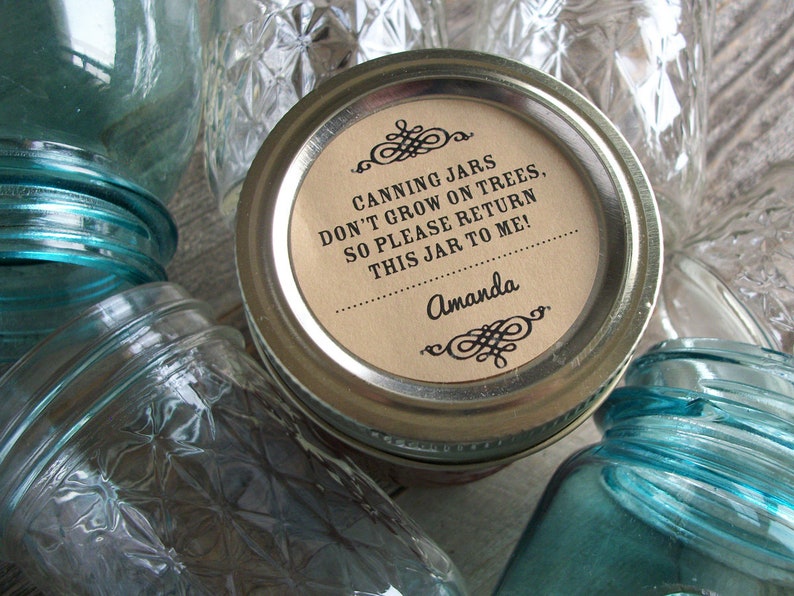 CANNING JARS
DON'T GROW ON TREES,
SO PLEASE RETURN
THIS JAR TO ME!
Amanda